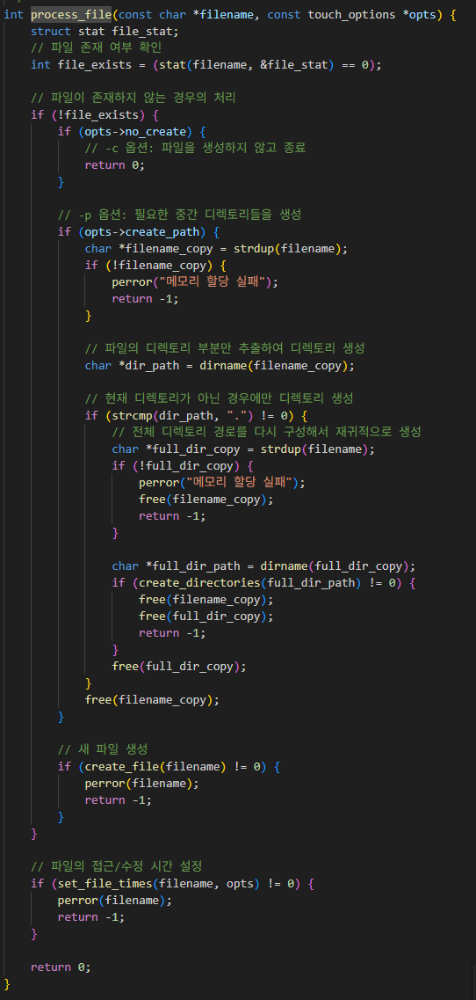 int process_file(const char *filename, const touch_options *opts) {
    struct stat file_stat;
    // 파일 존재 여부 확인
    int file_exists = (stat(filename, &file_stat) == 0);

    // 파일이 존재하지 않는 경우의 처리
    if (!file_exists) {
        if (opts->no_create) {
            // -c 옵션: 파일을 생성하지 않고 종료
            return 0;
        }

        // -p 옵션: 필요한 중간 디렉토리들을 생성
        if (opts->create_path) {
            char *filename_copy = strdup(filename);
            if (!filename_copy) {
                perror("메모리 할당 실패");
                return -1;
            }

            // 파일의 디렉토리 부분만 추출하여 디렉토리 생성
            char *dir_path = dirname(filename_copy);

            // 현재 디렉토리가 아닌 경우에만 디렉토리 생성
            if (strcmp(dir_path, ".") != 0) {
                // 전체 디렉토리 경로를 다시 구성해서 재귀적으로 생성
                char *full_dir_copy = strdup(filename);
                if (!full_dir_copy) {
                    perror("메모리 할당 실패");
                    free(filename_copy);
                    return -1;
                }

                char *full_dir_path = dirname(full_dir_copy);
                if (create_directories(full_dir_path) != 0) {
                    free(filename_copy);
                    free(full_dir_copy);
                    return -1;
                }
                free(full_dir_copy);
            }
            free(filename_copy);
        }

        // 새 파일 생성
        if (create_file(filename) != 0) {
            perror(filename);
            return -1;
        }
    }

    // 파일의 접근/수정 시간 설정
    if (set_file_times(filename, opts) != 0) {
        perror(filename);
        return -1;
    }

    return 0;
}